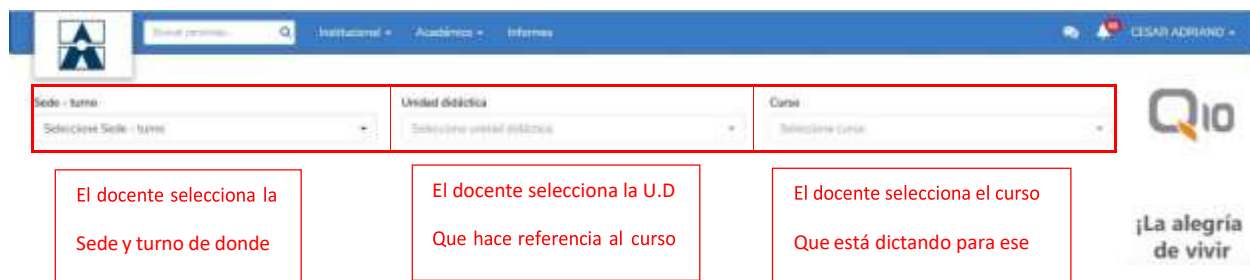 Buscar personas... Institucional Académico Informes CESAR ADRIANO
Sede - turno Unidad didáctica Curso
Seleccione Sede - turno Seleccione unidad didáctica Seleccione curso
Q10
El docente selecciona la
Sede y turno de donde
El docente selecciona la U.D
Que hace referencia al curso
El docente selecciona el curso
Que está dictando para ese
¡La alegría
de vivir